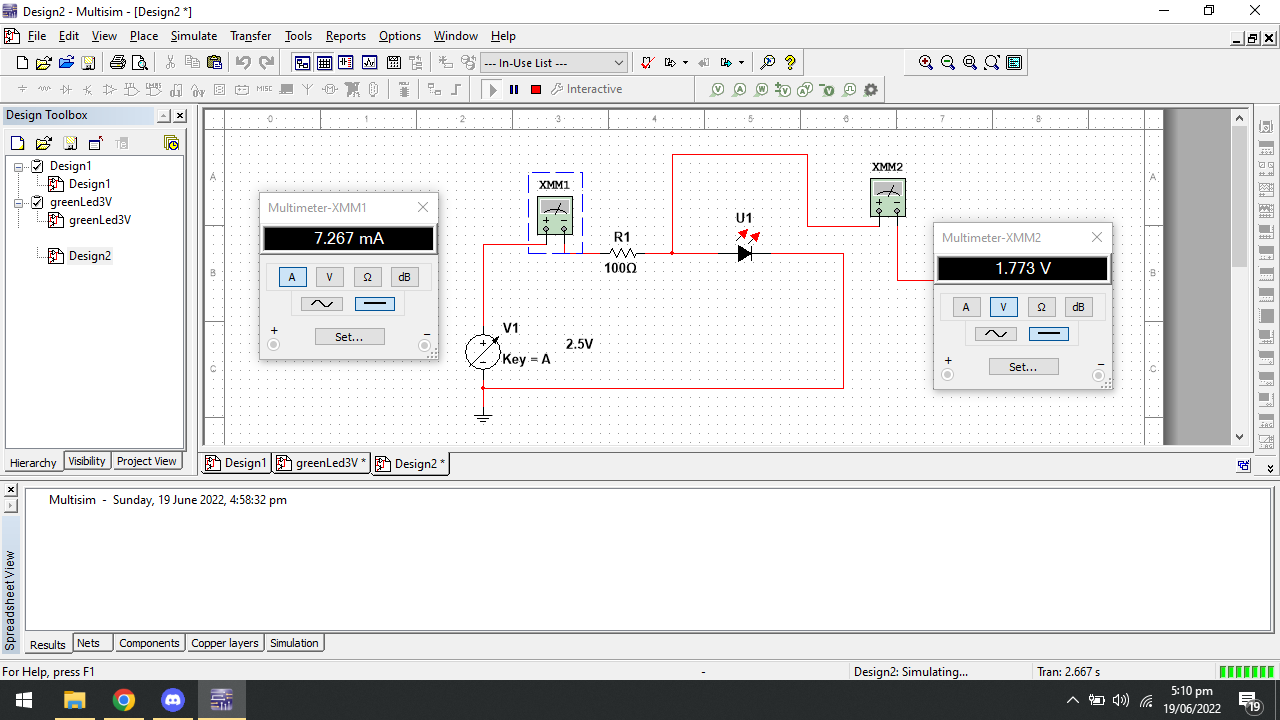 Design2 - Multisim - [Design2 *]
File Edit View Place Simulate Transfer Tools Reports Options Window Help
--- In-Use List ---
Interactive
Design Toolbox
Design1
Design1
greenLed3V
greenLed3V
Design2
Hierarchy Visibility Project View
0 1 2 3 4 5 6 7 8
A A
B B
C C
Multimeter-XMM1
7.267 mA
A V Ω dB
Set...
+ −
XMM1
R1
100Ω
U1
XMM2
V1
Key = A
2.5V
Multimeter-XMM2
1.773 V
A V Ω dB
Set...
+ −
Design1 greenLed3V * Design2 *
Multisim - Sunday, 19 June 2022, 4:58:32 pm
Spreadsheet View
Results Nets Components Copper layers Simulation
For Help, press F1
-
Design2: Simulating...
Tran: 2.667 s
5:10 pm
19/06/2022
19